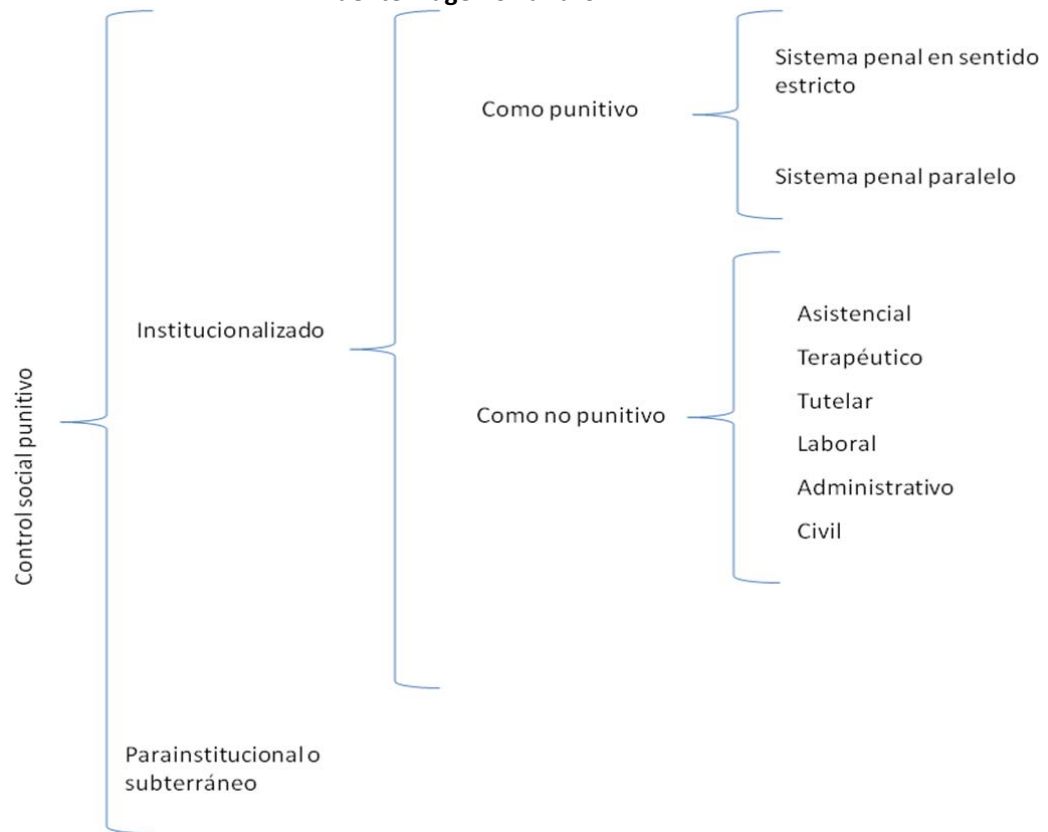 Control social punitivo
Institucionalizado
Como punitivo
Sistema penal en sentido
estricto
Sistema penal paralelo
Como no punitivo
Asistencial
Terapéutico
Tutelar
Laboral
Administrativo
Civil
Parainstitucional o
subterráneo